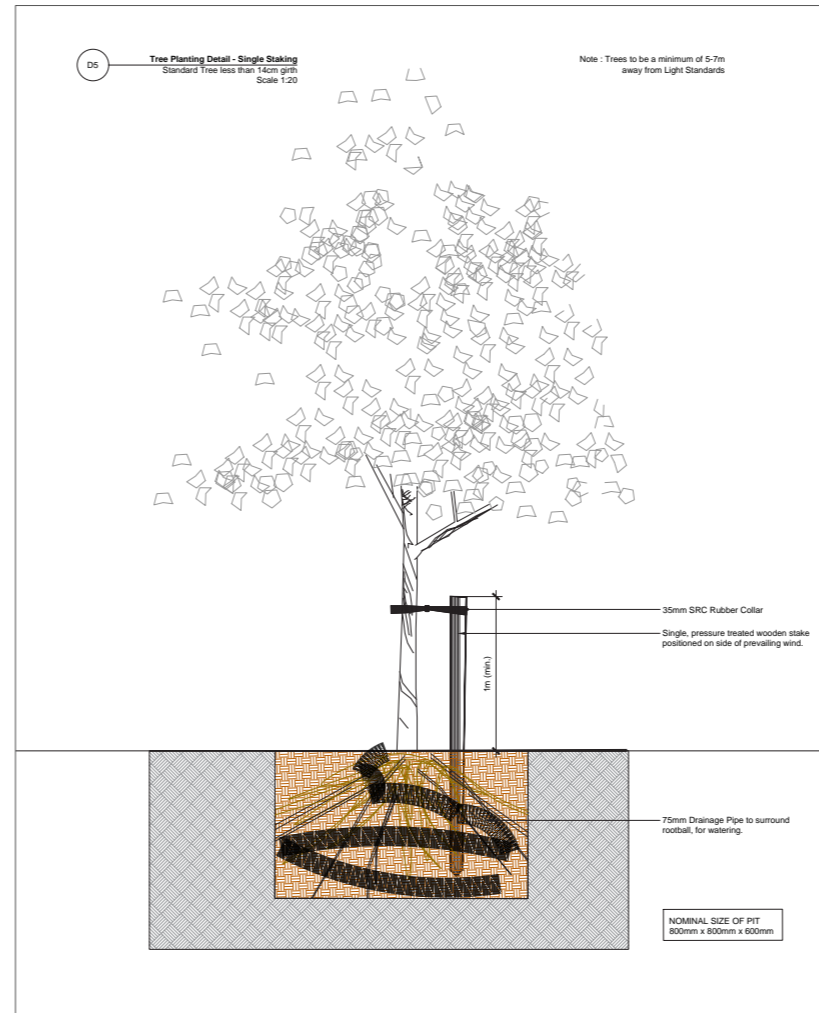 D5
Tree Planting Detail - Single Staking
Standard Tree less than 14cm girth
Scale 1:20
Note : Trees to be a minimum of 5-7m
away from Light Standards
35mm SRC Rubber Collar
Single, pressure treated wooden stake
positioned on side of prevailing wind.
1m (min.)
75mm Drainage Pipe to surround
rootball, for watering.
NOMINAL SIZE OF PIT
800mm x 800mm x 600mm